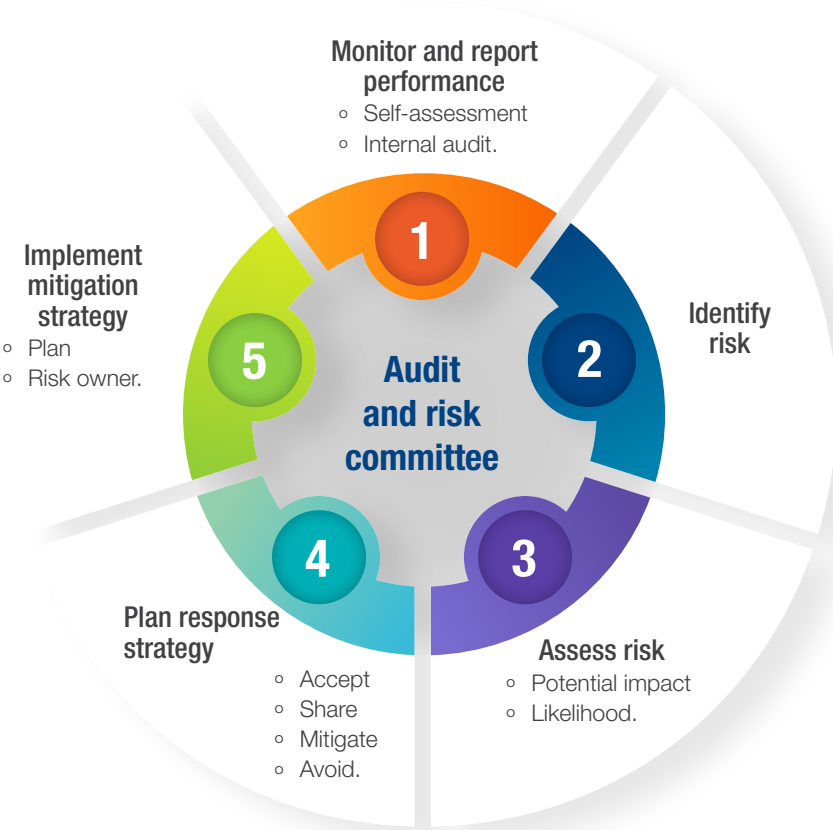 Monitor and report
performance
Self-assessment
Internal audit.
1
Identify
risk
2
Assess risk
Potential impact
Likelihood.
3
Plan response
strategy
Accept
Share
Mitigate
Avoid.
4
Implement
mitigation
strategy
Plan
Risk owner.
5
Audit
and risk
committee